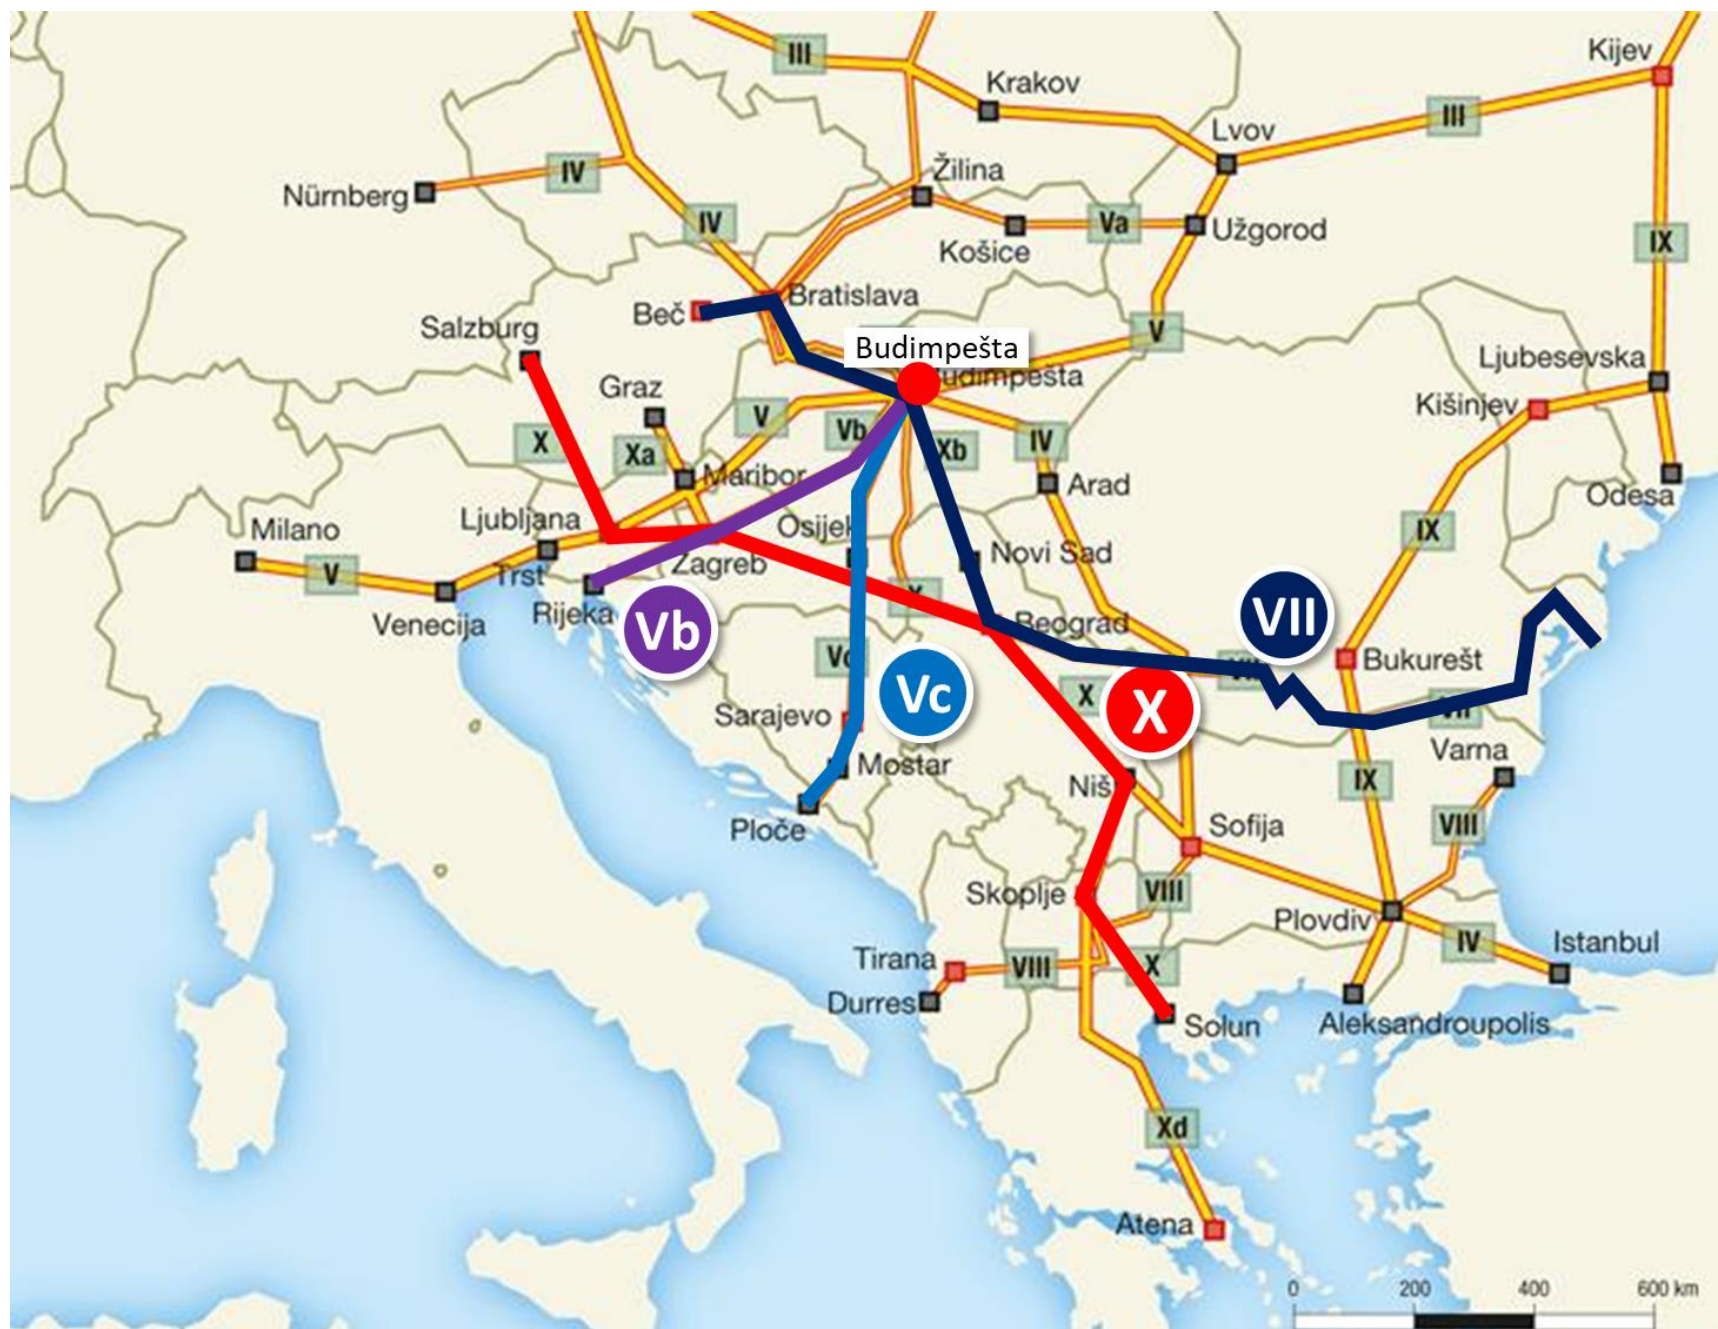 III
Kijev
Krakov
III
Lvov
Žilina
IV
Nürnberg
IV
Va
Užgorod
Košice
IX
Bratislava
Beč
Salzburg
V
Budimpešta
Budimpešta
Ljubesevska
Graz
Kišinjev
V
Vb
Xb
IV
X
Xa
Maribor
Arad
Odesa
Ljubljana
Osijek
Milano
IX
Novi Sad
Zagreb
V
Trst
X
Rijeka
Venecija
Vb
Beograd
VII
Vc
Bukurešt
VII
Vc
X
X
Sarajevo
VII
Varna
Mostar
Niš
IX
Ploče
Sofija
VIII
Skoplje
VIII
Plovdiv
Tirana
VIII
X
IV
Istanbul
Durres
Solun
Aleksandroupolis
Xd
Atena
0 200 400 600 km